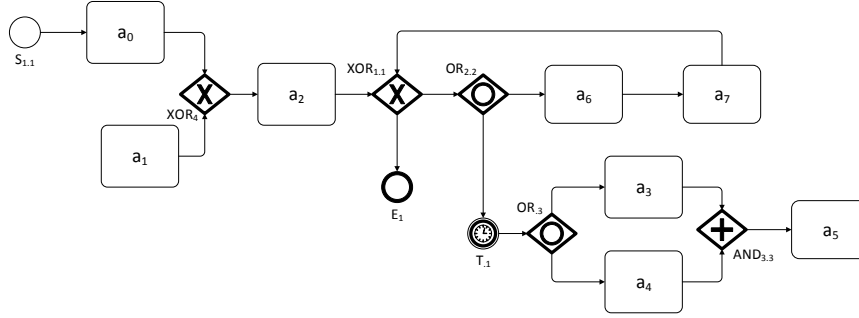 S1.1
a0
XOR4
a1
a2
XOR1.1
E1
OR2.2
a6
a7
T.1
OR.3
a3
a4
AND3.3
a5